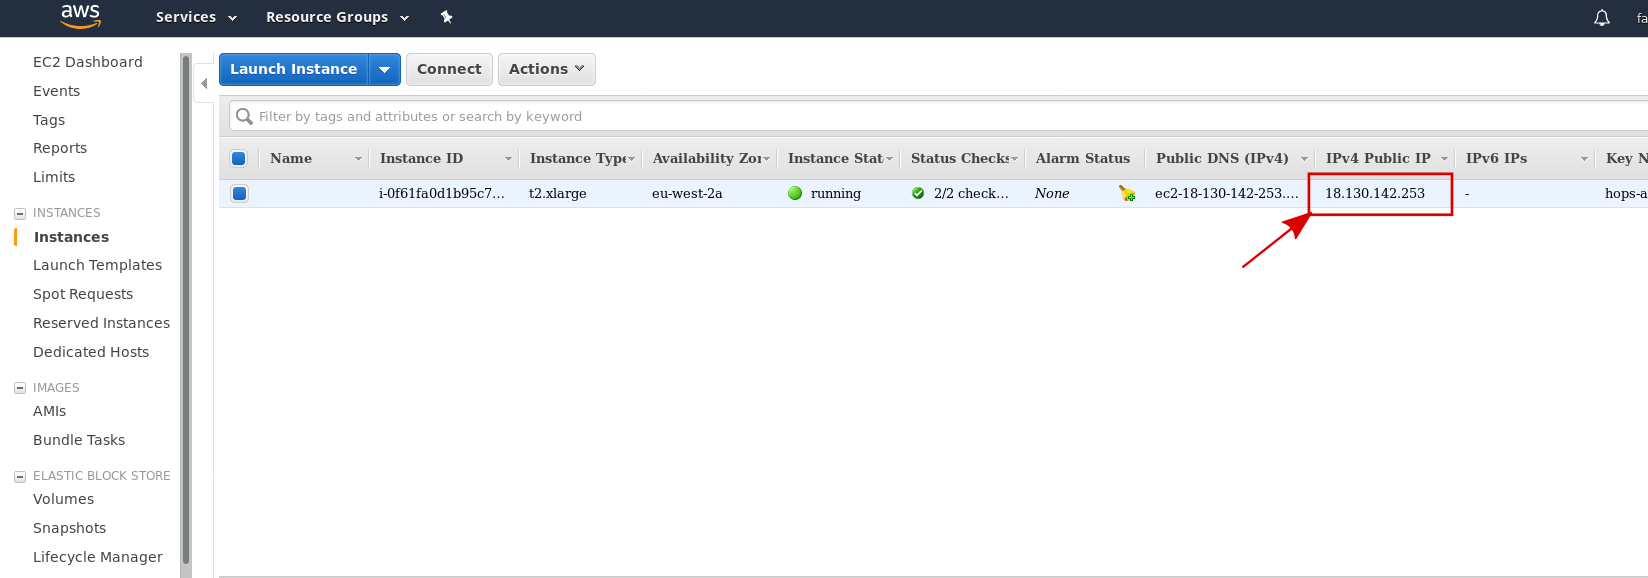 aws Services Resource Groups fa
EC2 Dashboard
Events
Tags
Reports
Limits
INSTANCES
Instances
Launch Templates
Spot Requests
Reserved Instances
Dedicated Hosts
IMAGES
AMIs
Bundle Tasks
ELASTIC BLOCK STORE
Volumes
Snapshots
Lifecycle Manager
Launch Instance Connect Actions
Filter by tags and attributes or search by keyword
Name Instance ID Instance Type Availability Zon Instance Stat Status Checks Alarm Status Public DNS (IPv4) IPv4 Public IP IPv6 IPs Key N
i-0f61fa0d1b95c7... t2.xlarge eu-west-2a running 2/2 check... None ec2-18-130-142-253.... 18.130.142.253 - hops-a